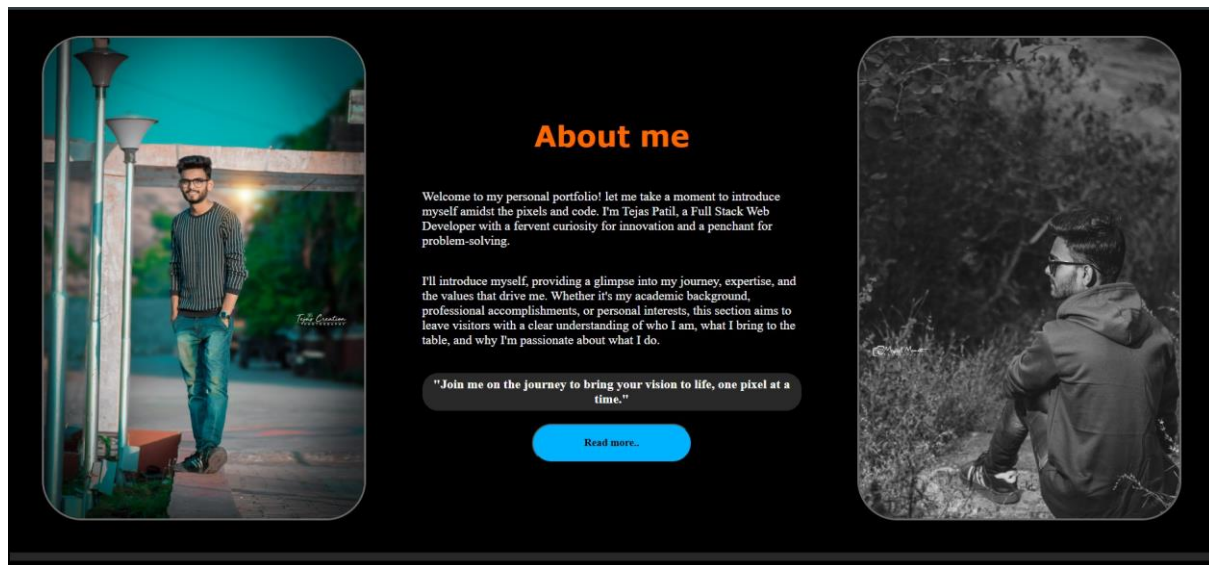 About me
Welcome to my personal portfolio! let me take a moment to introduce
myself amidst the pixels and code. I'm Tejas Patil, a Full Stack Web
Developer with a fervent curiosity for innovation and a penchant for
problem-solving.
I'll introduce myself, providing a glimpse into my journey, expertise, and
the values that drive me. Whether it's my academic background,
professional accomplishments, or personal interests, this section aims to
leave visitors with a clear understanding of who I am, what I bring to the
table, and why I'm passionate about what I do.
"Join me on the journey to bring your vision to life, one pixel at a
time."
Read more..
Tejas Creation
PHOTOGRAPHY